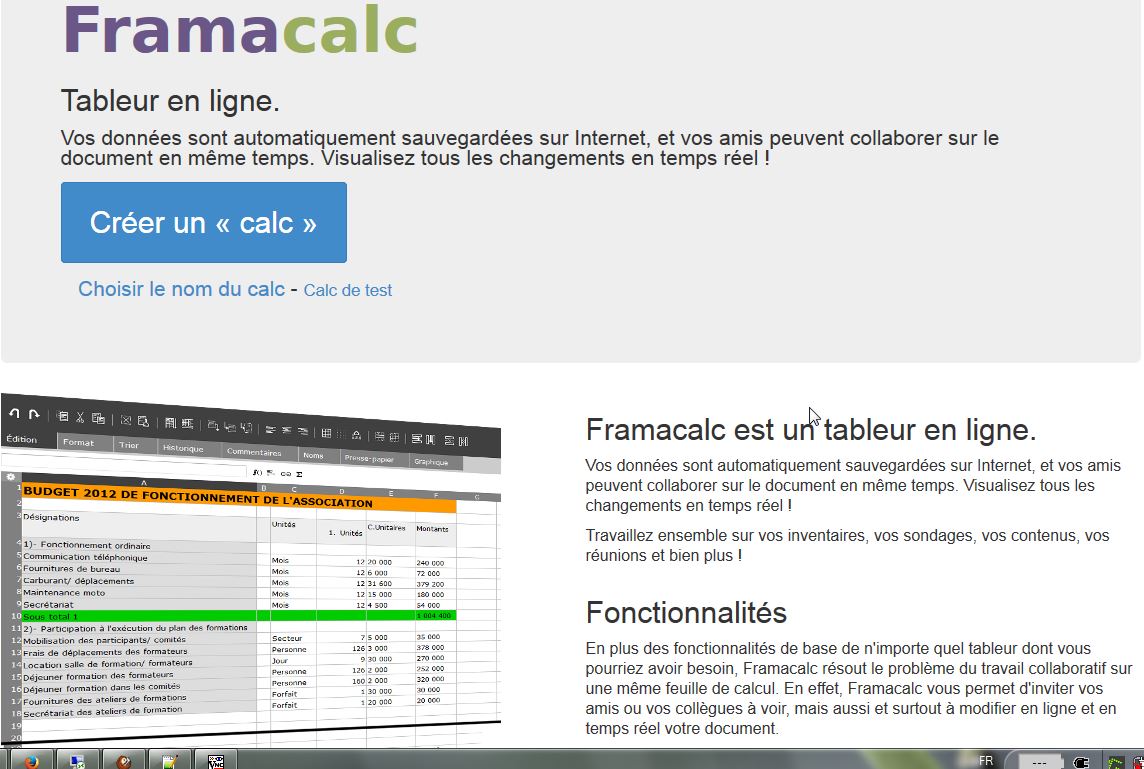 Framacalc
Tableur en ligne.
Vos données sont automatiquement sauvegardées sur Internet, et vos amis peuvent collaborer sur le
document en même temps. Visualisez tous les changements en temps réel !
Créer un « calc »
Choisir le nom du calc - Calc de test
Édition Format Trier Historique Commentaires Noms Presse-papier Graphique
A B C D E F G
1 BUDGET 2012 DE FONCTIONNEMENT DE L'ASSOCIATION
2
3 Désignations Unités 1. Unités C.Unitaires Montants
4 1)- Fonctionnement ordinaire
5 Communication téléphonique Mois 12 20 000 240 000
6 Fournitures de bureau Mois 12 6 000 72 000
7 Carburant/ déplacements Mois 12 31 600 379 200
8 Maintenance moto Mois 12 15 000 180 000
9 Secrétariat Mois 12 4 500 54 000
10 Sous total 1 1 004 400
11 2)- Participation à l'exécution du plan des formations
12 Mobilisation des participants/ comités Secteur 7 5 000 35 000
13 Frais de déplacements des formateurs Personne 126 3 000 378 000
14 Location salle de formation/ formateurs Jour 9 30 000 270 000
15 Déjeuner formation des formateurs Personne 126 2 000 252 000
16 Déjeuner formation dans les comités Personne 160 2 000 320 000
17 Fournitures des ateliers de formations Forfait 1 30 000 30 000
18 Secrétariat des ateliers de formation Forfait 1 20 000 20 000
19
20
Framacalc est un tableur en ligne.
Vos données sont automatiquement sauvegardées sur Internet, et vos amis
peuvent collaborer sur le document en même temps. Visualisez tous les
changements en temps réel !
Travaillez ensemble sur vos inventaires, vos sondages, vos contenus, vos
réunions et bien plus !
Fonctionnalités
En plus des fonctionnalités de base de n'importe quel tableur dont vous
pourriez avoir besoin, Framacalc résout le problème du travail collaboratif sur
une même feuille de calcul. En effet, Framacalc vous permet d'inviter vos
amis ou vos collègues à voir, mais aussi et surtout à modifier en ligne et en
temps réel votre document.
VNC
FR
---